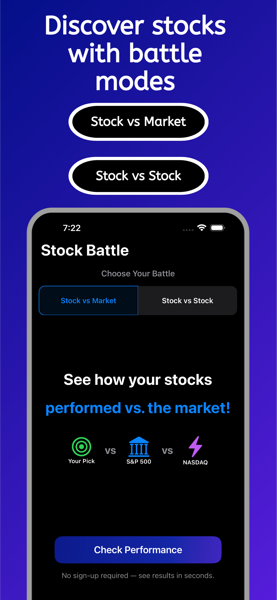 Discover stocks
with battle
modes
Stock vs Market
Stock vs Stock
7:22
Stock Battle
Choose Your Battle
Stock vs Market Stock vs Stock
See how your stocks
performed vs. the market!
vs vs
Your Pick S&P 500 NASDAQ
Check Performance
No sign-up required — see results in seconds.